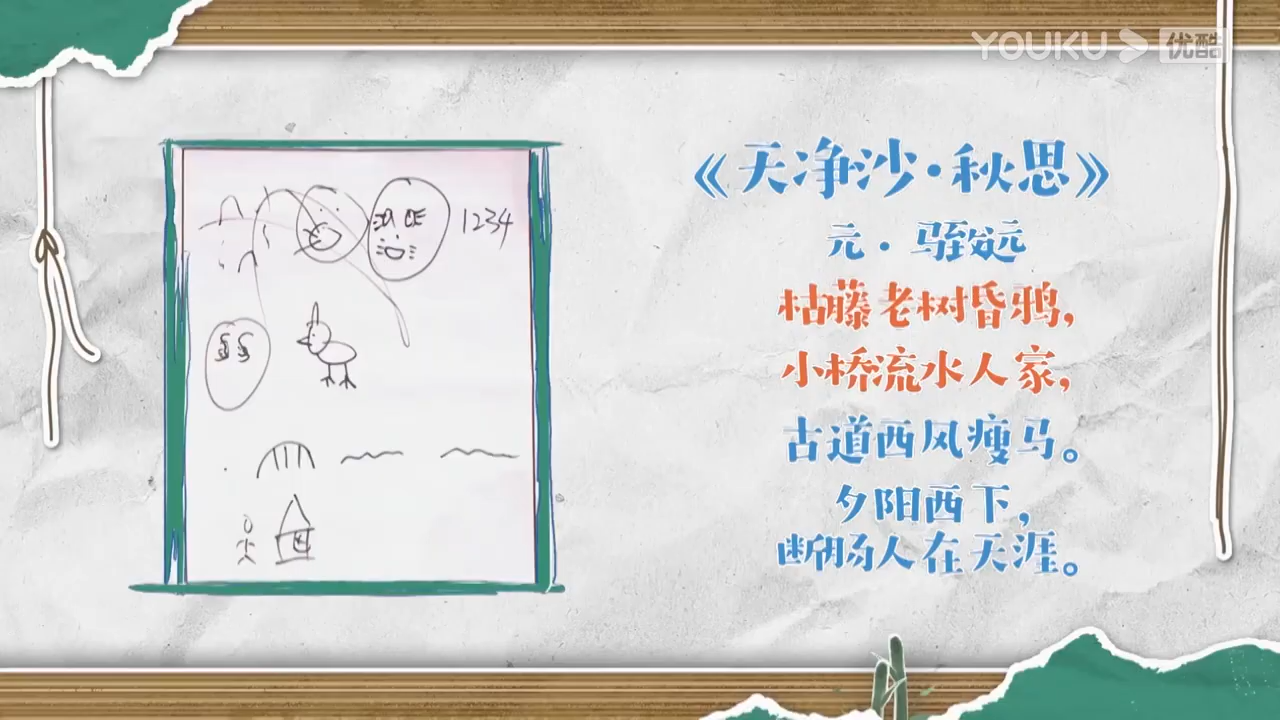 YOUKU 优酷
1234
§§
《天净沙·秋思》
元·马致远
枯藤老树昏鸦，
小桥流水人家，
古道西风瘦马。
夕阳西下，
断肠人在天涯。